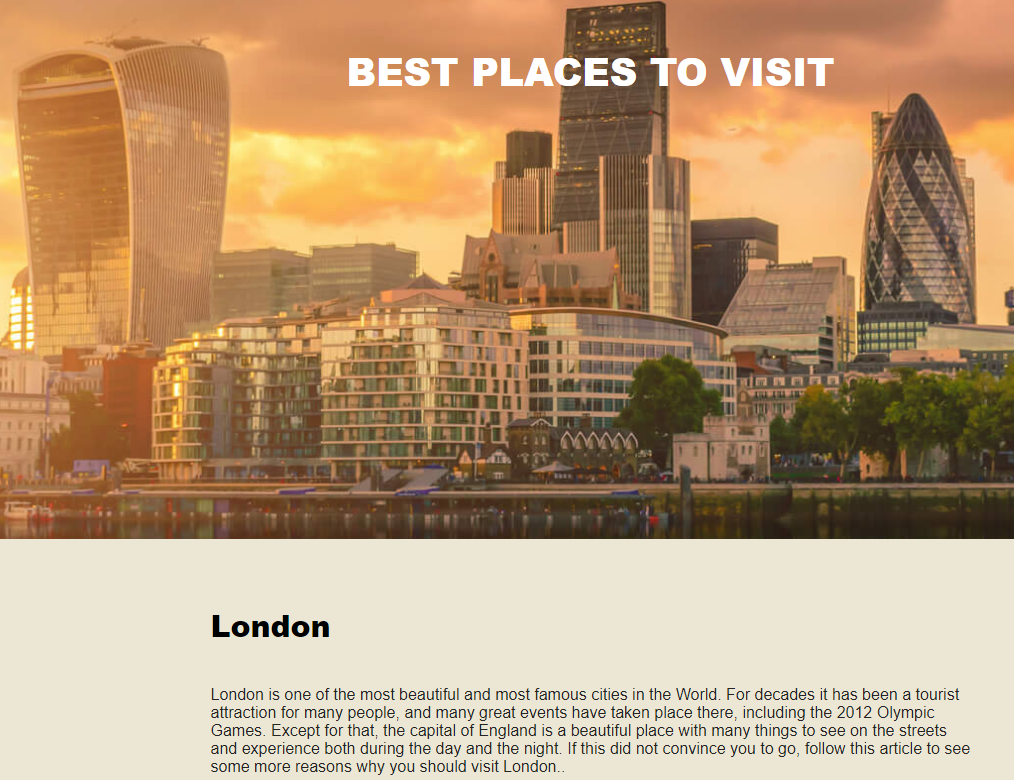 BEST PLACES TO VISIT
London
London is one of the most beautiful and most famous cities in the World. For decades it has been a tourist
attraction for many people, and many great events have taken place there, including the 2012 Olympic
Games. Except for that, the capital of England is a beautiful place with many things to see on the streets
and experience both during the day and the night. If this did not convince you to go, follow this article to see
some more reasons why you should visit London..